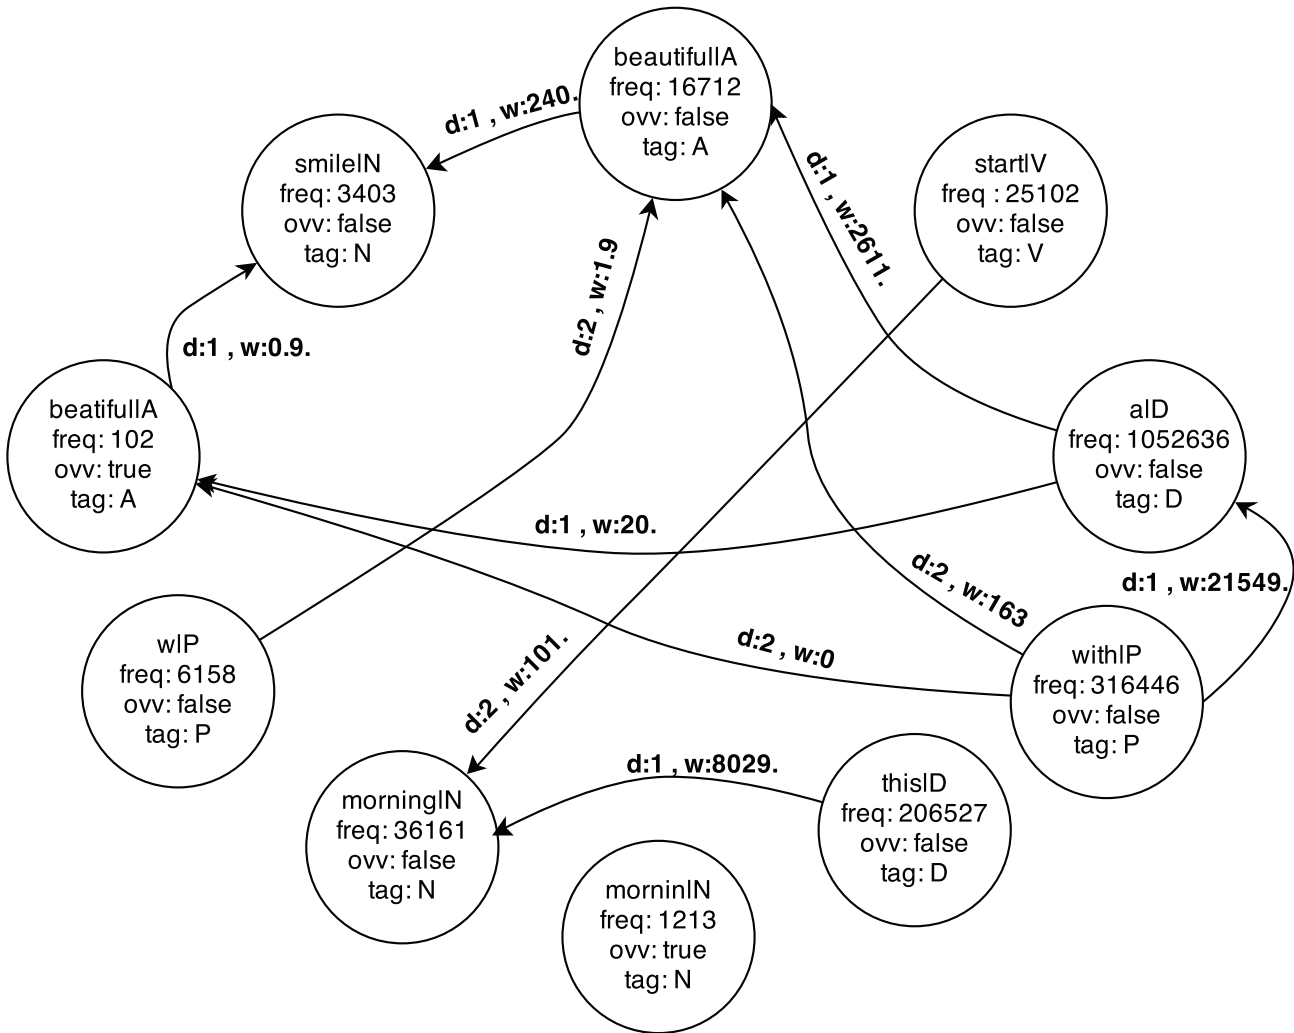 beautiful|A
freq: 16712
ovv: false
tag: A
d:1 , w:240.
smile|N
freq: 3403
ovv: false
tag: N
start|V
freq : 25102
ovv: false
tag: V
d:1 , w:2611.
d:2 , w:1.9
d:1 , w:0.9.
beatiful|A
freq: 102
ovv: true
tag: A
a|D
freq: 1052636
ovv: false
tag: D
d:1 , w:20.
d:2 , w:163
d:1 , w:21549.
w|P
freq: 6158
ovv: false
tag: P
d:2 , w:101.
d:2 , w:0
with|P
freq: 316446
ovv: false
tag: P
d:1 , w:8029.
morning|N
freq: 36161
ovv: false
tag: N
this|D
freq: 206527
ovv: false
tag: D
mornin|N
freq: 1213
ovv: true
tag: N